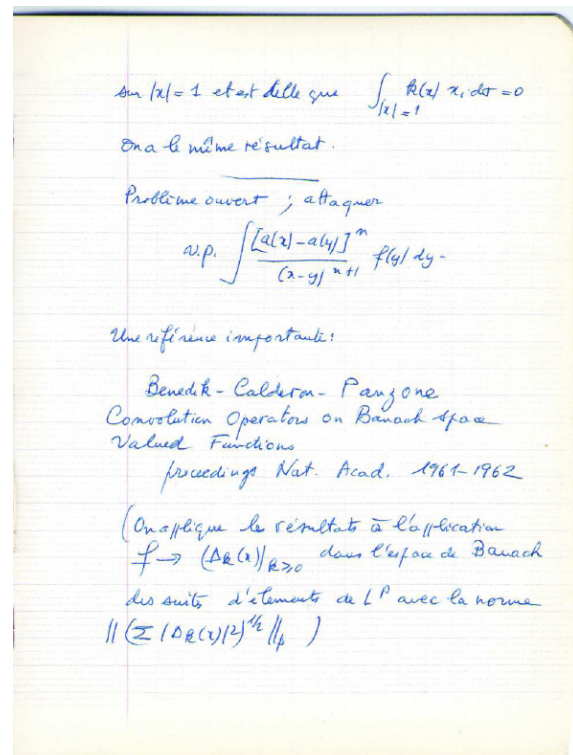 sur |x| = 1 et est delle que ∫_{|x|=1} k(x) x_i dσ = 0
On a le même résultat.
Problème ouvert ; attaquer
v.p. ∫ [a(x) - a(y)]^n / (x-y)^{n+1} f(y) dy -
Une référence importante :
Benedek - Calderon - Panzone
Convolution Operators on Banach space
Valued Functions
proceedings Nat. Acad. 1961-1962
(On applique le résultats à l'application
f → (Δk(x))|_{k≥0} dans l'espace de Banach
des suites d'éléments de L^p avec la norme
|| (Σ |Δk(x)|2)^{1/2} ||_p )